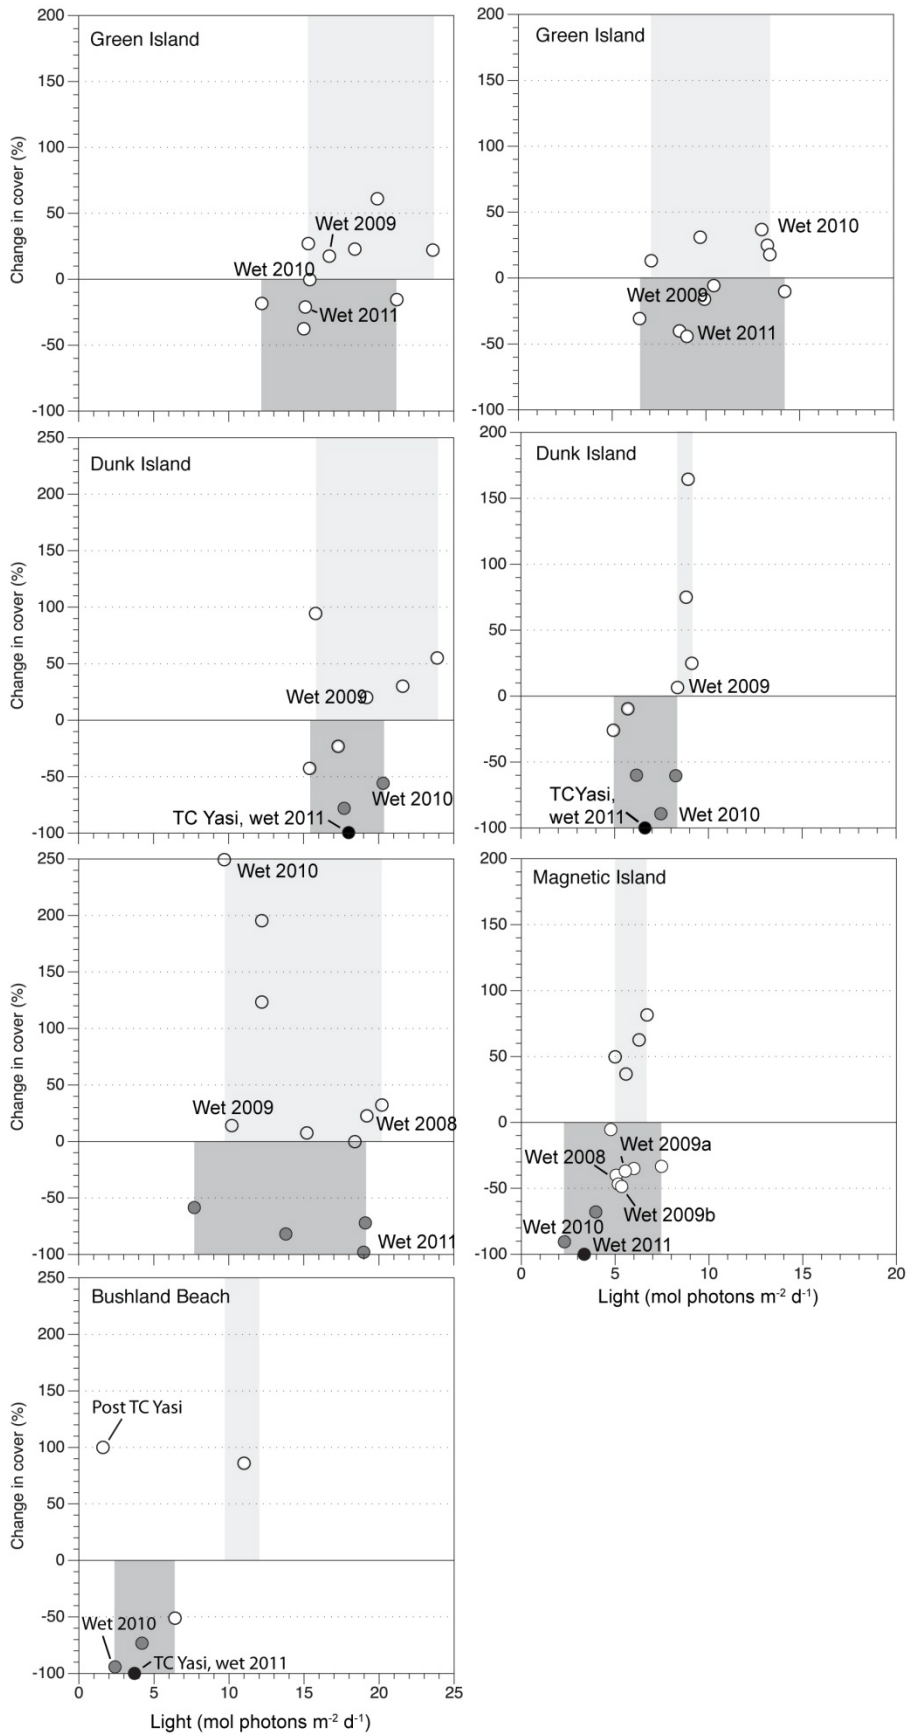 200
150
100
50
0
-50
-100
Change in cover (%)
Green Island
Wet 2009
Wet 2010
Wet 2011
200
150
100
50
0
-50
-100
Green Island
Wet 2010
Wet 2009
Wet 2011
250
200
150
100
50
0
-50
-100
Change in cover (%)
Dunk Island
Wet 2009
Wet 2010
TC Yasi, wet 2011
200
150
100
50
0
-50
-100
Dunk Island
Wet 2009
TCYasi,
wet 2011
Wet 2010
250
200
150
100
50
0
-50
-100
Change in cover (%)
Wet 2010
Wet 2009
Wet 2008
Wet 2011
200
150
100
50
0
-50
-100
Magnetic Island
Wet 2009a
Wet 2008
Wet 2009b
Wet 2010
Wet 2011
0 5 10 15 20
Light (mol photons m⁻² d⁻¹)
250
200
150
100
50
0
-50
-100
Change in cover (%)
Bushland Beach
Post TC Yasi
Wet 2010
TC Yasi, wet 2011
0 5 10 15 20 25
Light (mol photons m⁻² d⁻¹)